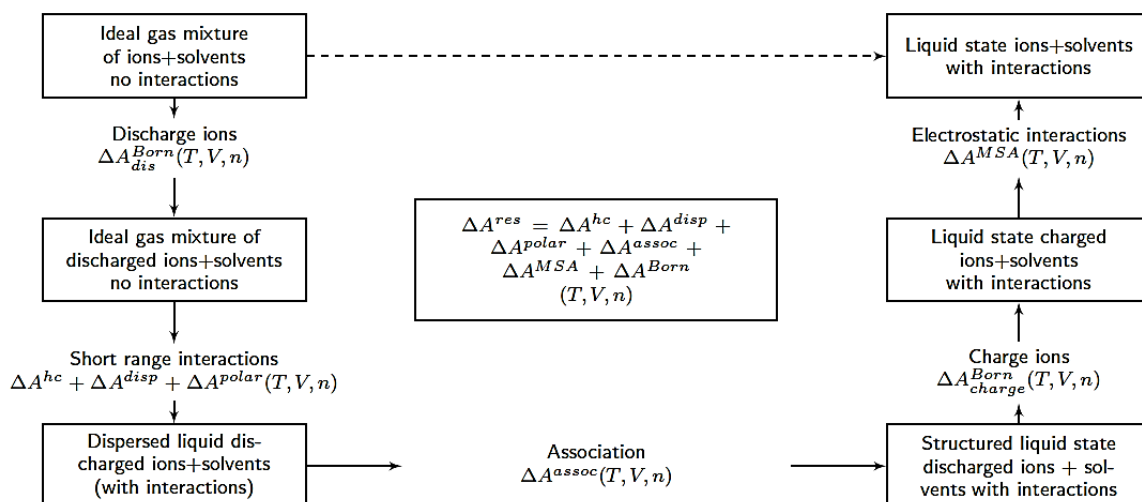 Ideal gas mixture
of ions+solvents
no interactions
Liquid state ions+solvents
with interactions
Discharge ions
ΔA^{Born}_{dis}(T, V, n)
Electrostatic interactions
ΔA^{MSA}(T, V, n)
Ideal gas mixture of
discharged ions+solvents
no interactions
ΔA^{res} = ΔA^{hc} + ΔA^{disp} +
ΔA^{polar} + ΔA^{assoc} +
ΔA^{MSA} + ΔA^{Born}
(T, V, n)
Liquid state charged
ions+solvents
with interactions
Short range interactions
ΔA^{hc} + ΔA^{disp} + ΔA^{polar}(T, V, n)
Charge ions
ΔA^{Born}_{charge}(T, V, n)
Dispersed liquid dis-
charged ions+solvents
(with interactions)
Association
ΔA^{assoc}(T, V, n)
Structured liquid state
discharged ions + sol-
vents with interactions